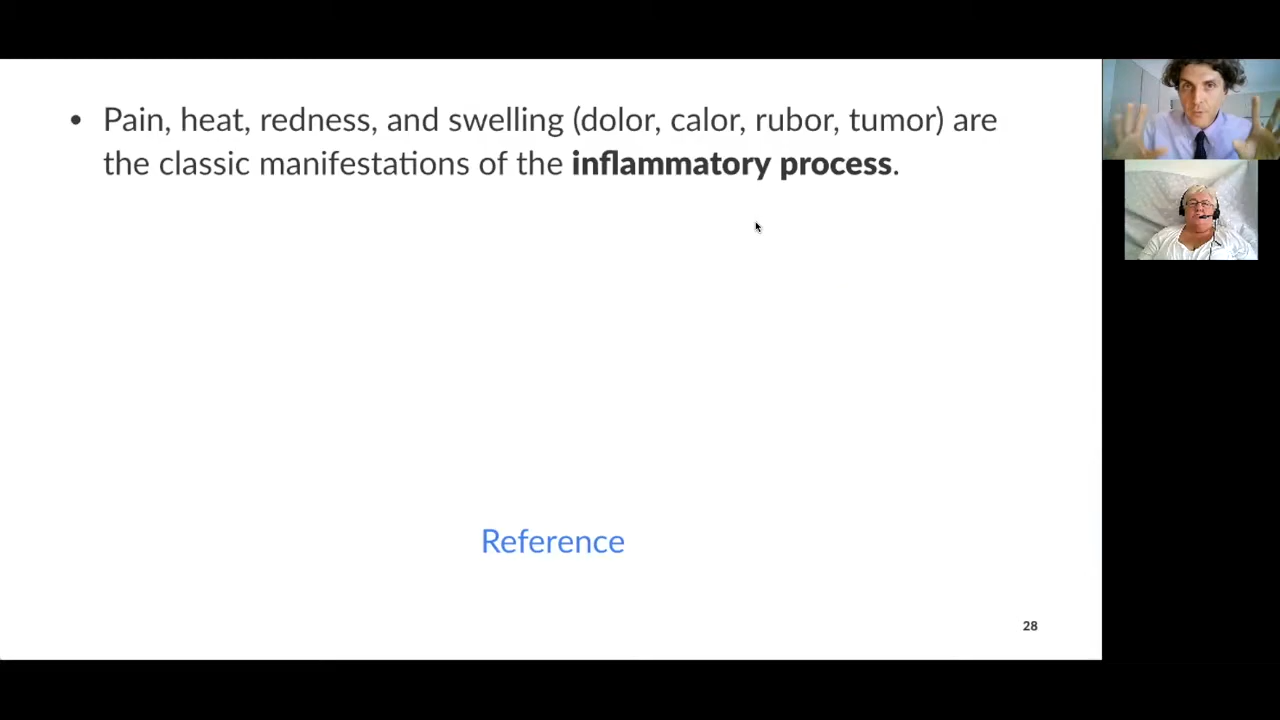 • Pain, heat, redness, and swelling (dolor, calor, rubor, tumor) are
the classic manifestations of the inflammatory process.
Reference
28